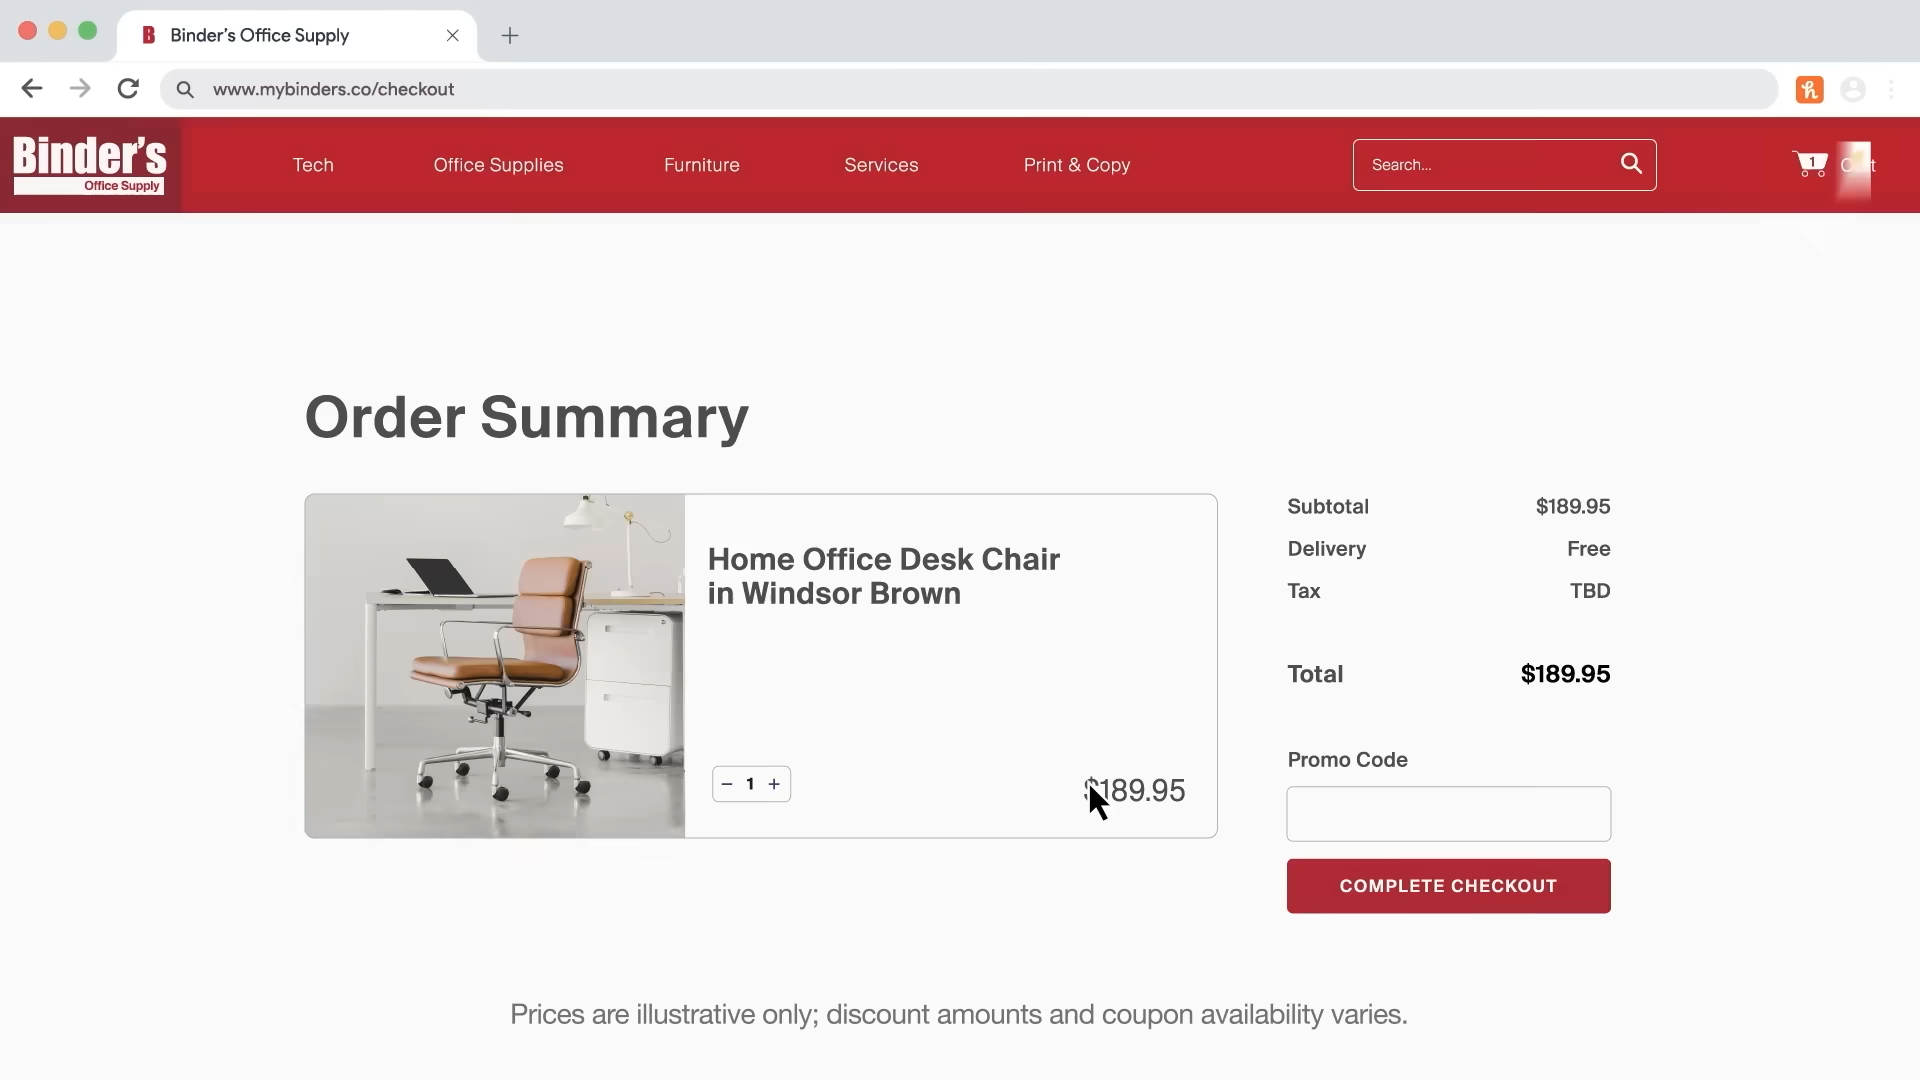 Binder's Office Supply
www.mybinders.co/checkout
Binder's
Office Supply
Tech
Office Supplies
Furniture
Services
Print & Copy
Search...
1
Order Summary
Home Office Desk Chair
in Windsor Brown
− 1 +
$189.95
Subtotal $189.95
Delivery Free
Tax TBD
Total $189.95
Promo Code
COMPLETE CHECKOUT
Prices are illustrative only; discount amounts and coupon availability varies.